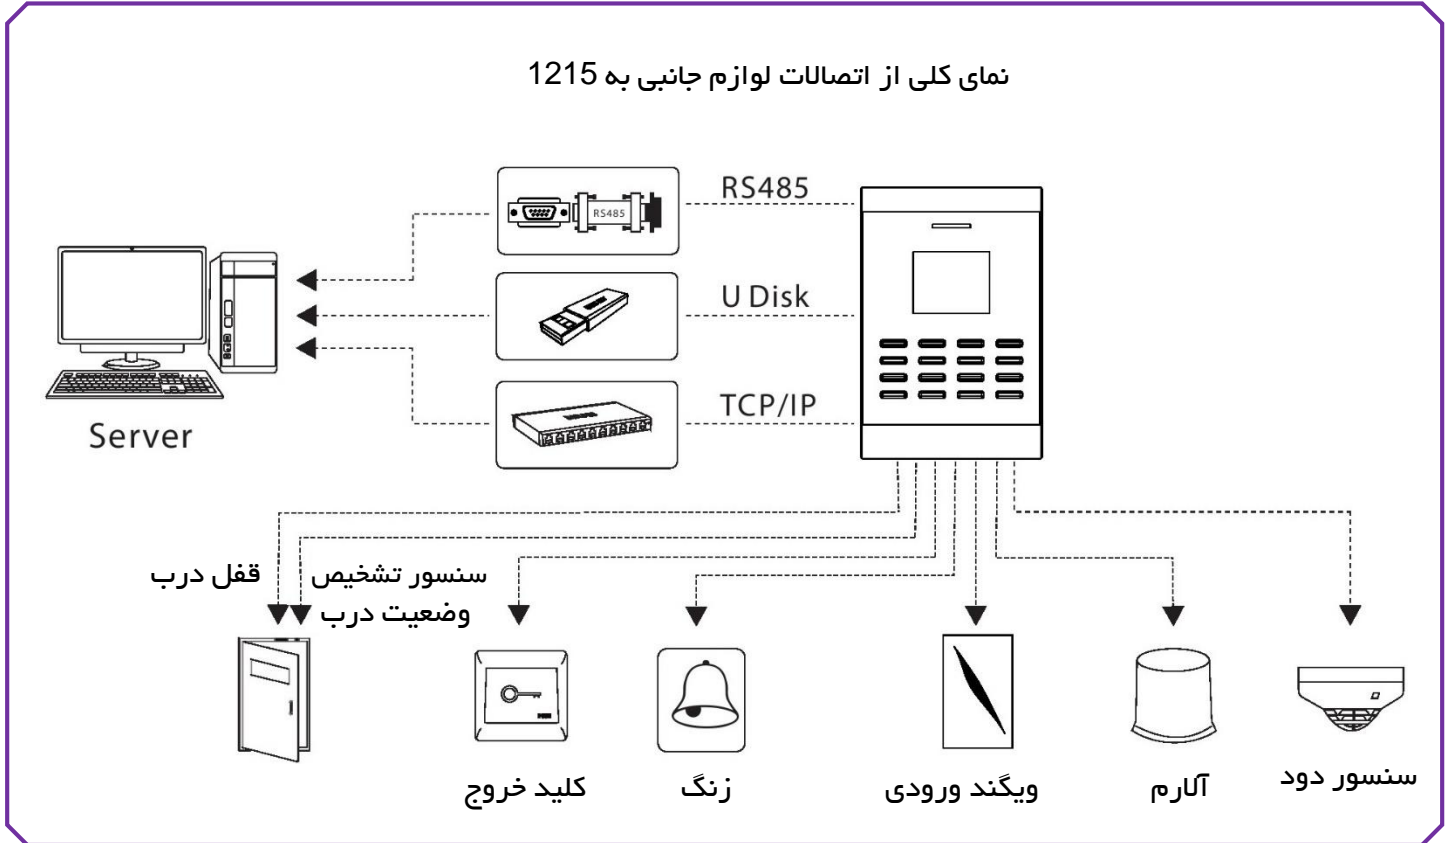 نمای کلی از اتصالات لوازم جانبی به 1215
RS485
RS485
U Disk
TCP/IP
Server
قفل درب
سنسور تشخیص
وضعیت درب
کلید خروج
زنگ
ویگند ورودی
آلارم
سنسور دود